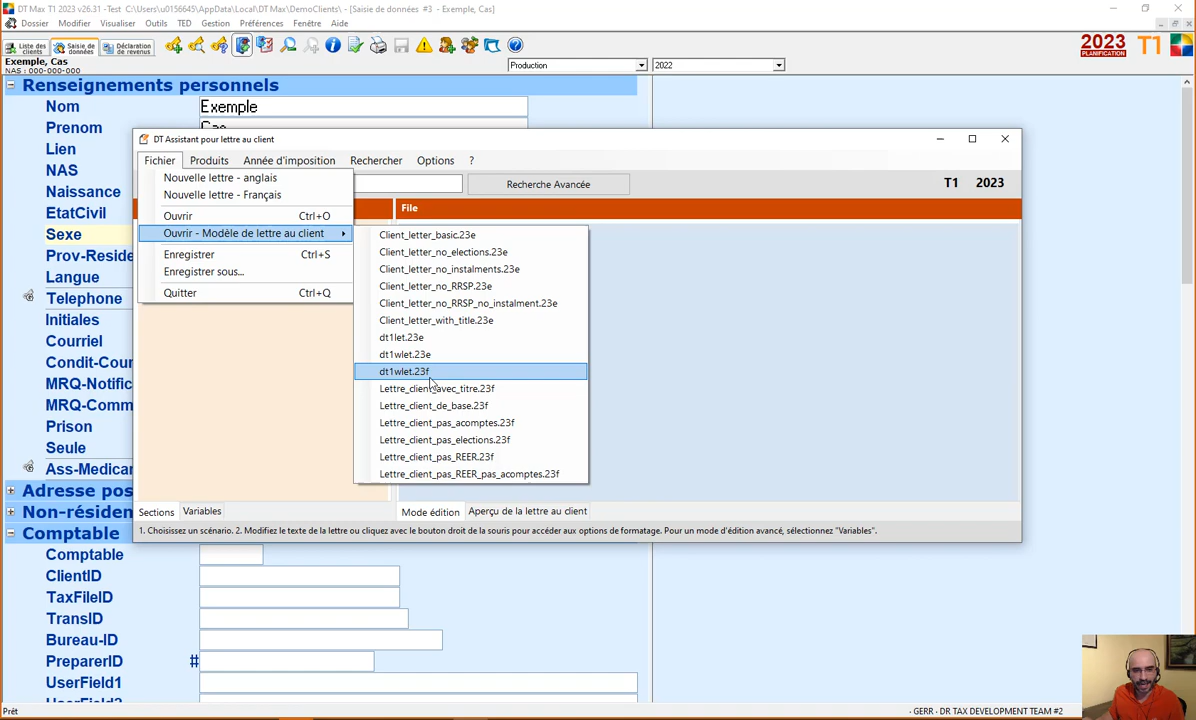 DT Max T1 2023 v26.31 -Test C:\Users\u0156645\AppData\Local\DT Max\DemoClients\ - [Saisie de données #3 - Exemple, Cas]
Dossier Modifier Visualiser Outils TED Gestion Préférences Fenêtre Aide
Liste des clients
Saisie de données
Déclaration de revenus
2023 PLANIFICATION T1
Exemple, Cas
NAS : 000-000-000
Production
2022
Renseignements personnels
Nom Exemple
Prenom Cas
Lien
NAS
Naissance
EtatCivil
Sexe
Prov-Reside
Langue
Telephone
Initiales
Courriel
Condit-Cour
MRQ-Notific
MRQ-Comm
Prison
Seule
Ass-Medicar
Adresse pos
Non-résiden
Comptable
Comptable
ClientID
TaxFileID
TransID
Bureau-ID
PreparerID #
UserField1
DT Assistant pour lettre au client
Fichier Produits Année d'imposition Rechercher Options ?
Recherche Avancée
T1 2023
File
Nouvelle lettre - anglais
Nouvelle lettre - Français
Ouvrir Ctrl+O
Ouvrir - Modèle de lettre au client
Enregistrer Ctrl+S
Enregistrer sous...
Quitter Ctrl+Q
Client_letter_basic.23e
Client_letter_no_elections.23e
Client_letter_no_instalments.23e
Client_letter_no_RRSP.23e
Client_letter_no_RRSP_no_instalment.23e
Client_letter_with_title.23e
dt1let.23e
dt1wlet.23e
dt1wlet.23f
Lettre_client_avec_titre.23f
Lettre_client_de_base.23f
Lettre_client_pas_acomptes.23f
Lettre_client_pas_elections.23f
Lettre_client_pas_REER.23f
Lettre_client_pas_REER_pas_acomptes.23f
Sections Variables
Mode édition Aperçu de la lettre au client
1. Choisissez un scénario. 2. Modifiez le texte de la lettre ou cliquez avec le bouton droit de la souris pour accéder aux options de formatage. Pour un mode d'édition avancé, sélectionnez "Variables".
Prêt
- GERR - DR TAX DEVELOPMENT TEAM #2